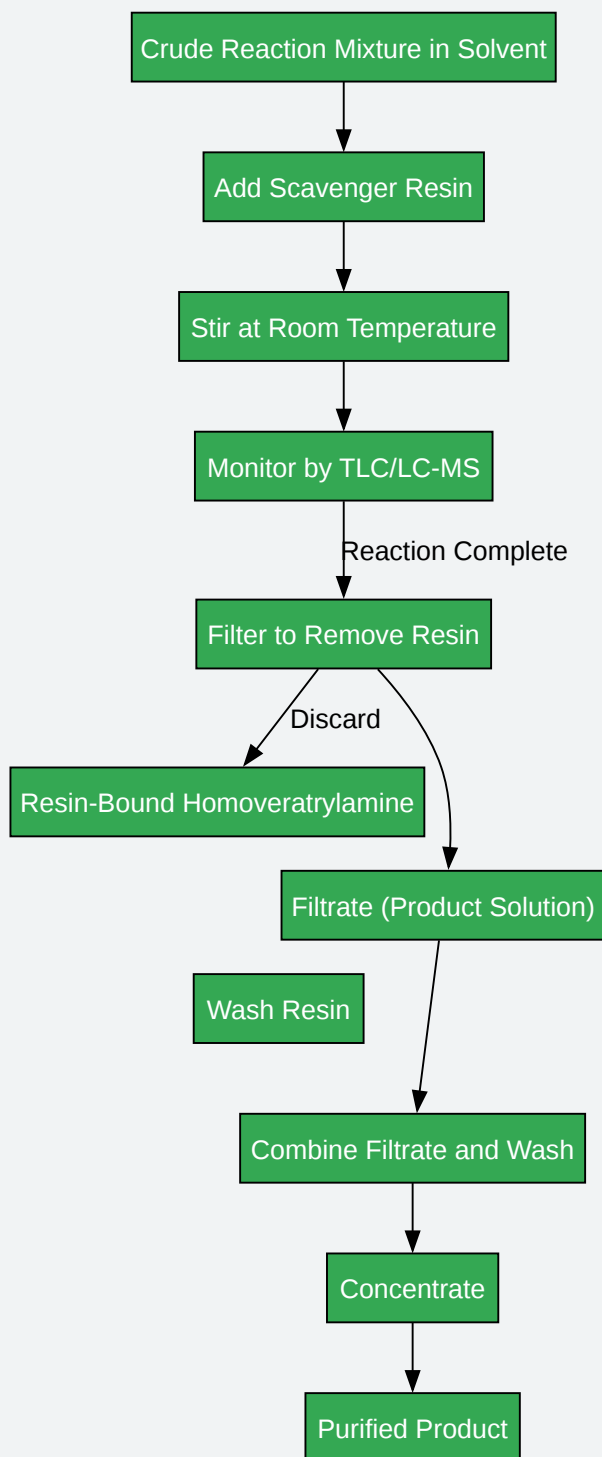 Crude Reaction Mixture in Solvent
Add Scavenger Resin
Stir at Room Temperature
Monitor by TLC/LC-MS
Reaction Complete
Filter to Remove Resin
Discard
Resin-Bound Homoveratrylamine
Filtrate (Product Solution)
Wash Resin
Combine Filtrate and Wash
Concentrate
Purified Product